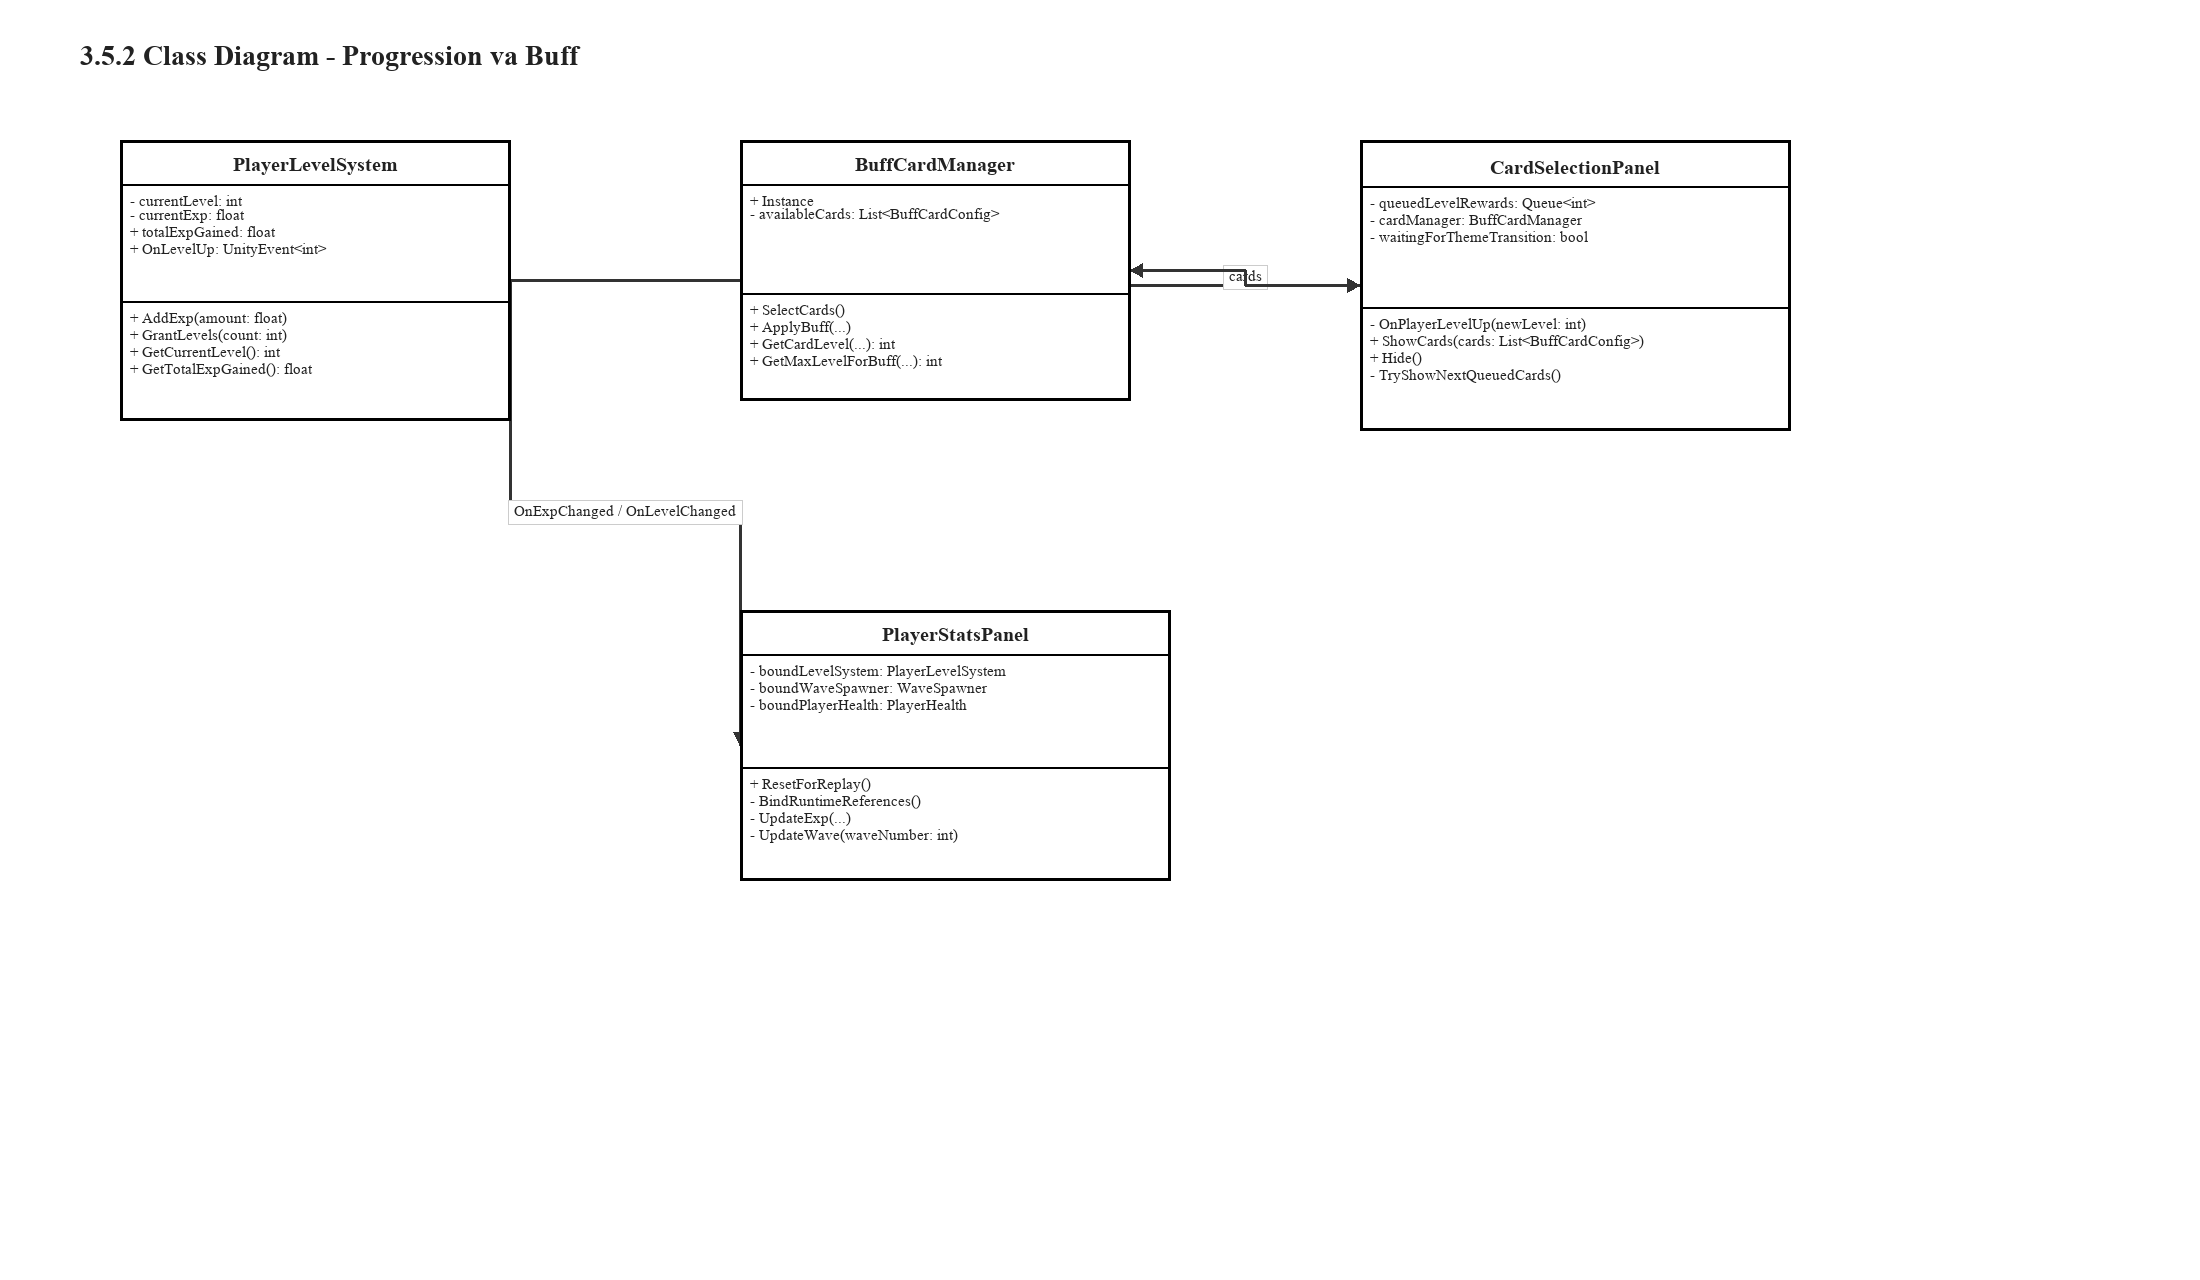 3.5.2 Class Diagram - Progression va Buff
PlayerLevelSystem
- currentLevel: int
- currentExp: float
+ totalExpGained: float
+ OnLevelUp: UnityEvent<int>
+ AddExp(amount: float)
+ GrantLevels(count: int)
+ GetCurrentLevel(): int
+ GetTotalExpGained(): float
BuffCardManager
+ Instance
- availableCards: List<BuffCardConfig>
+ SelectCards()
+ ApplyBuff(...)
+ GetCardLevel(...): int
+ GetMaxLevelForBuff(...): int
cards
CardSelectionPanel
- queuedLevelRewards: Queue<int>
- cardManager: BuffCardManager
- waitingForThemeTransition: bool
- OnPlayerLevelUp(newLevel: int)
+ ShowCards(cards: List<BuffCardConfig>)
+ Hide()
- TryShowNextQueuedCards()
OnExpChanged / OnLevelChanged
PlayerStatsPanel
- boundLevelSystem: PlayerLevelSystem
- boundWaveSpawner: WaveSpawner
- boundPlayerHealth: PlayerHealth
+ ResetForReplay()
- BindRuntimeReferences()
- UpdateExp(...)
- UpdateWave(waveNumber: int)